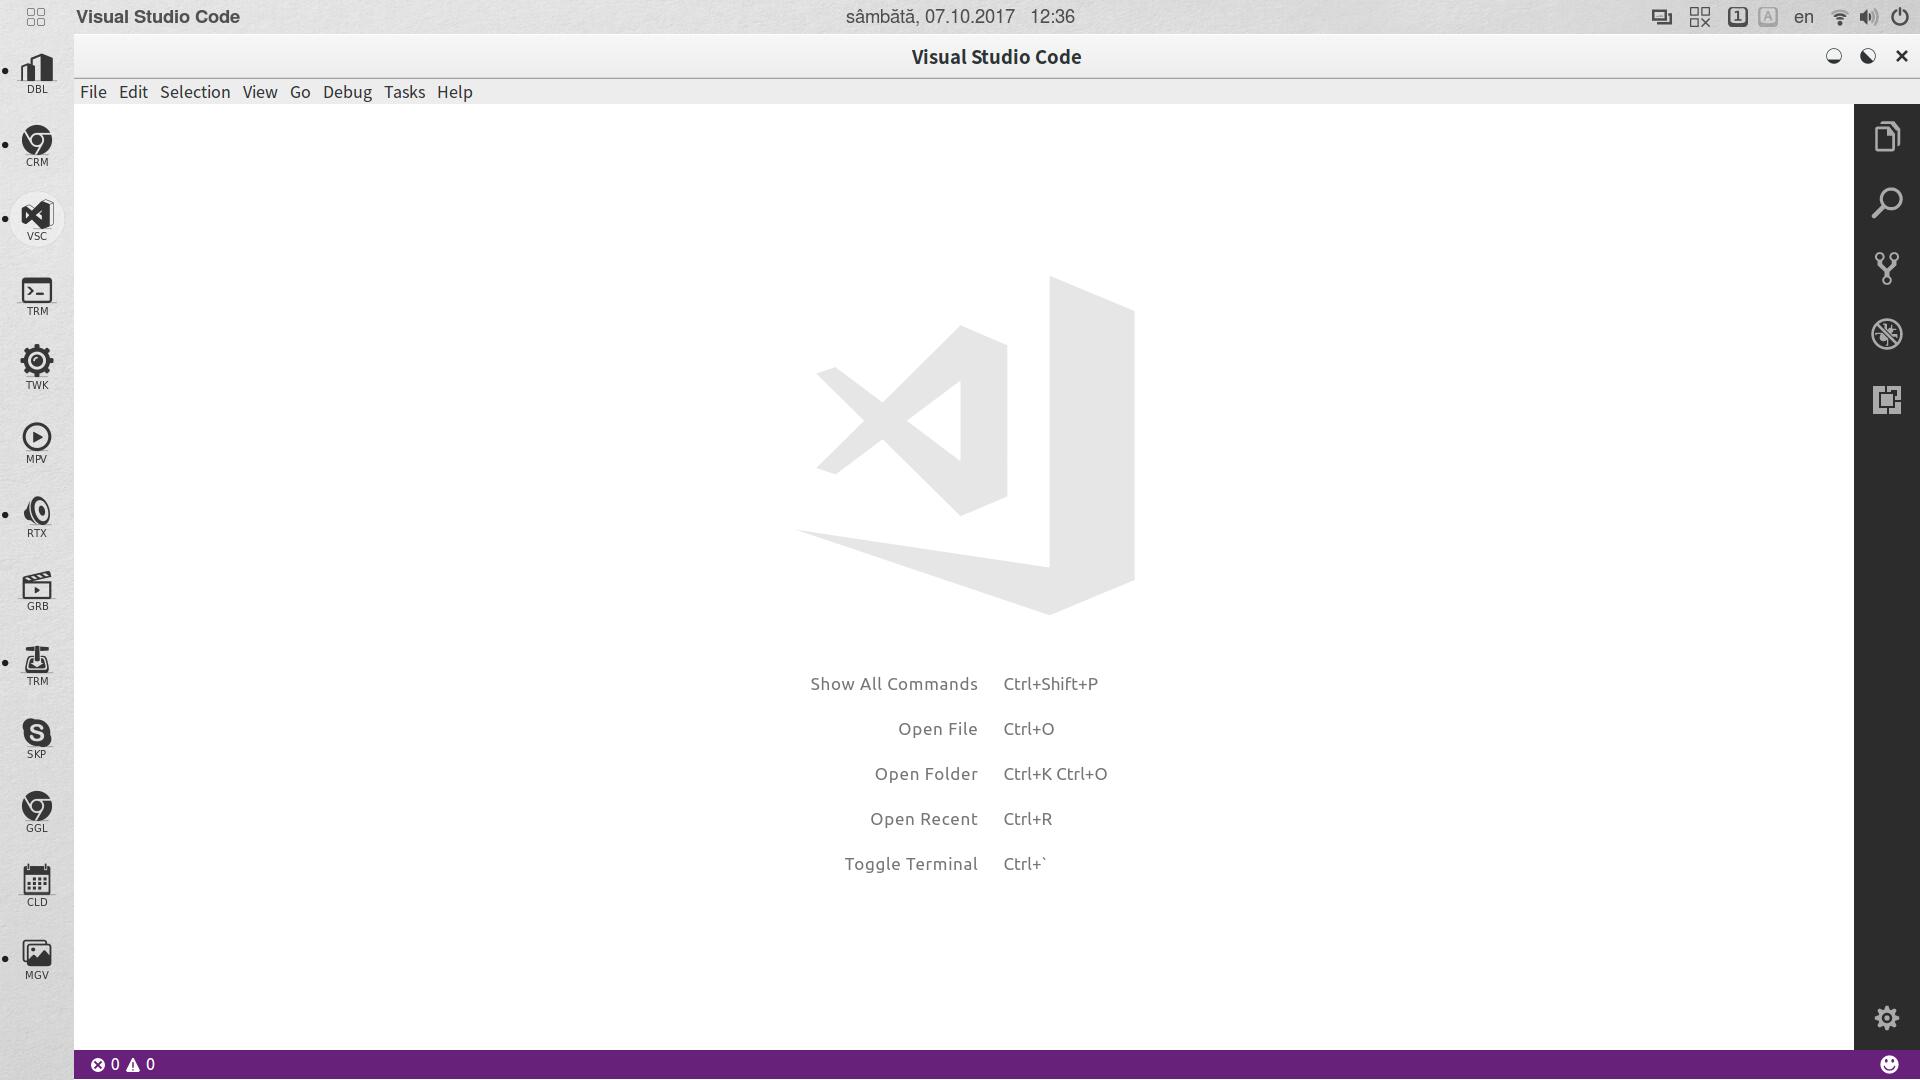 Visual Studio Code
sâmbătă, 07.10.2017 12:36
1
A
en
Visual Studio Code
File Edit Selection View Go Debug Tasks Help
DBL
CRM
VSC
TRM
TWK
MPV
RTX
GRB
TRM
SKP
GGL
CLD
MGV
Show All Commands Ctrl+Shift+P
Open File Ctrl+O
Open Folder Ctrl+K Ctrl+O
Open Recent Ctrl+R
Toggle Terminal Ctrl+`
0 0